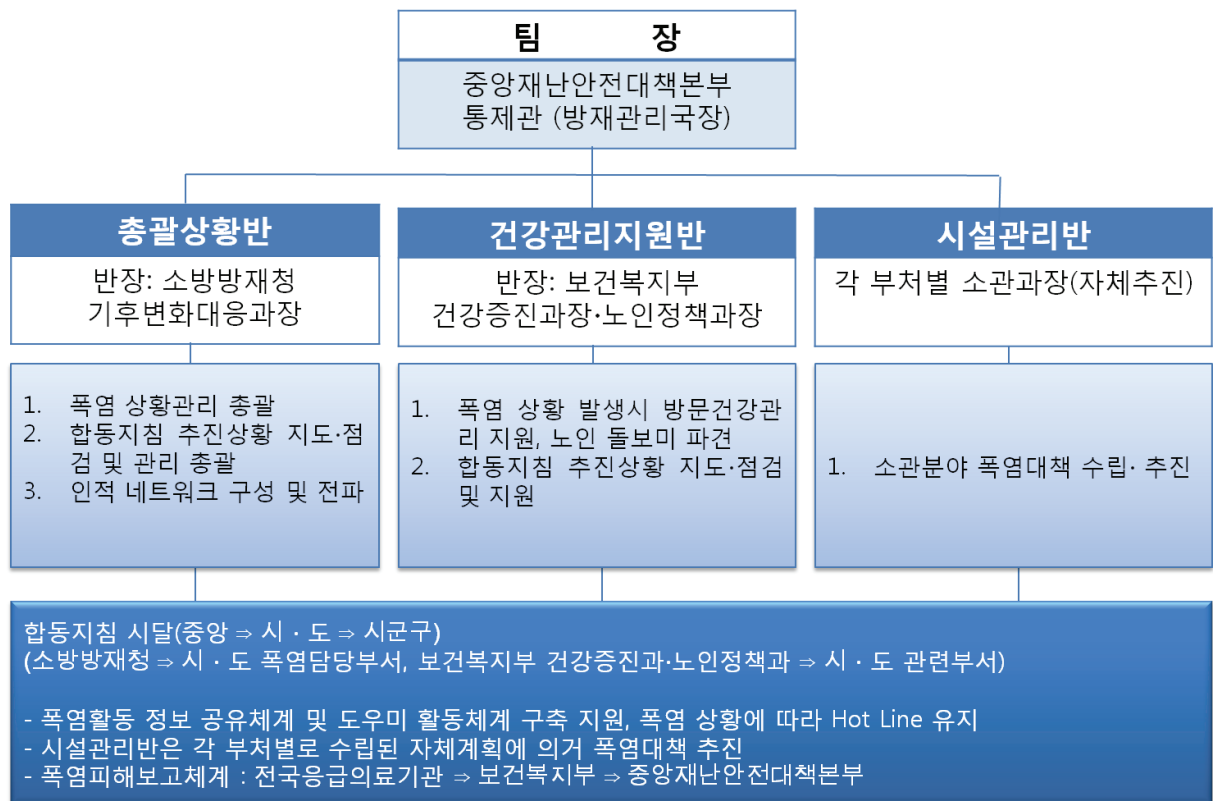 팀 장
중앙재난안전대책본부
통제관 (방재관리국장)
총괄상황반
반장: 소방방재청
기후변화대응과장
1. 폭염 상황관리 총괄
2. 합동지침 추진상황 지도·점
검 및 관리 총괄
3. 인적 네트워크 구성 및 전파
건강관리지원반
반장: 보건복지부
건강증진과장·노인정책과장
1. 폭염 상황 발생시 방문건강관
리 지원, 노인 돌보미 파견
2. 합동지침 추진상황 지도·점검
및 지원
시설관리반
각 부처별 소관과장(자체추진)
1. 소관분야 폭염대책 수립· 추진
합동지침 시달(중앙 ⇒ 시 · 도 ⇒ 시군구)
(소방방재청 ⇒ 시 · 도 폭염담당부서, 보건복지부 건강증진과·노인정책과 ⇒ 시 · 도 관련부서)
- 폭염활동 정보 공유체계 및 도우미 활동체계 구축 지원, 폭염 상황에 따라 Hot Line 유지
- 시설관리반은 각 부처별로 수립된 자체계획에 의거 폭염대책 추진
- 폭염피해보고체계 : 전국응급의료기관 ⇒ 보건복지부 ⇒ 중앙재난안전대책본부